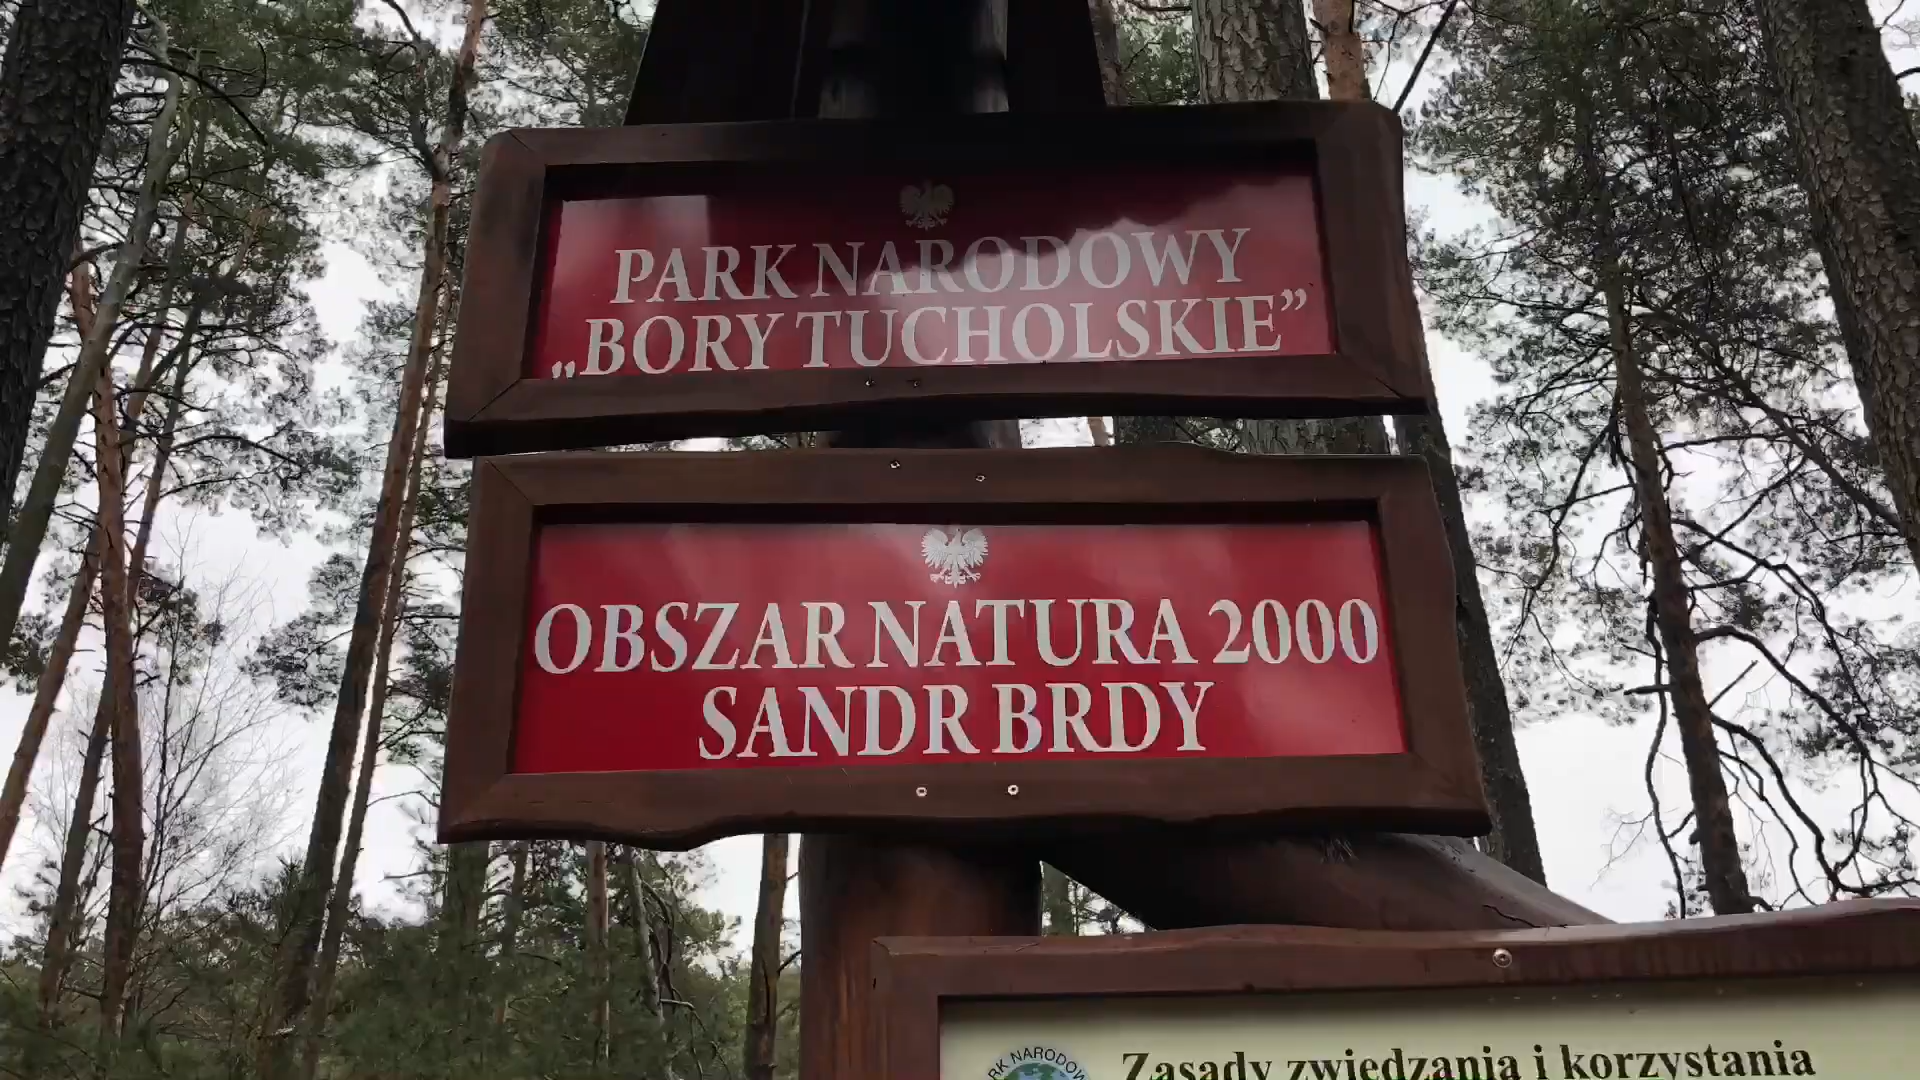 PARK NARODOWY
„BORY TUCHOLSKIE”
OBSZAR NATURA 2000
SANDR BRDY
Zasady zwiedzania i korzystania